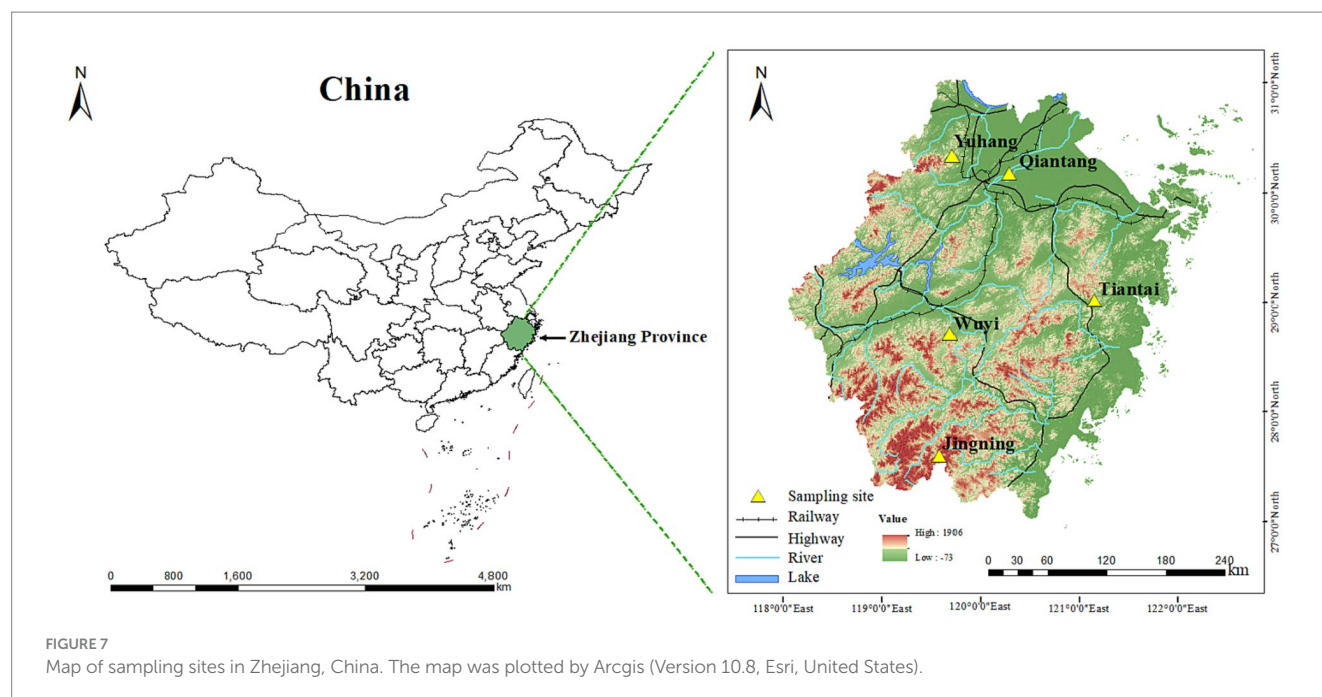 N
China
Zhejiang Province
0 800 1,600 3,200 4,800
km
N
Yuhang
Qiantang
Tiantai
Wuyi
Jingning
Sampling site
Railway
Highway
River
Lake
Value
High : 1906
Low : -73
0 30 60 120 180 240
km
31°0'0"North
30°0'0"North
29°0'0"North
28°0'0"North
27°0'0"North
118°0'0"East 119°0'0"East 120°0'0"East 121°0'0"East 122°0'0"East
FIGURE 7
Map of sampling sites in Zhejiang, China. The map was plotted by Arcgis (Version 10.8, Esri, United States).